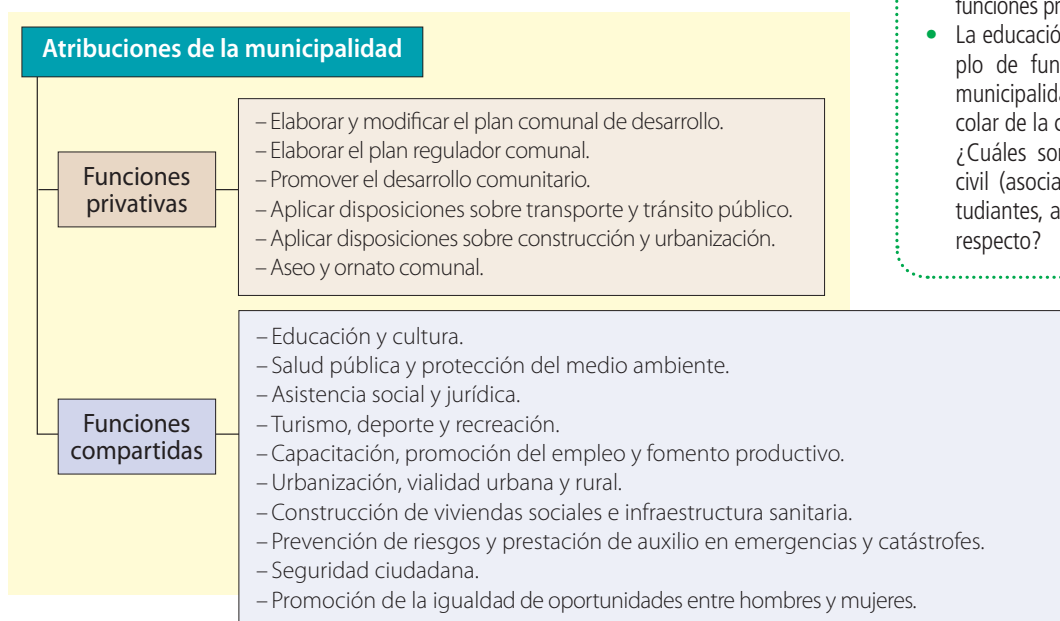 Atribuciones de la municipalidad
Funciones
privativas
– Elaborar y modificar el plan comunal de desarrollo.
– Elaborar el plan regulador comunal.
– Promover el desarrollo comunitario.
– Aplicar disposiciones sobre transporte y tránsito público.
– Aplicar disposiciones sobre construcción y urbanización.
– Aseo y ornato comunal.
Funciones
compartidas
– Educación y cultura.
– Salud pública y protección del medio ambiente.
– Asistencia social y jurídica.
– Turismo, deporte y recreación.
– Capacitación, promoción del empleo y fomento productivo.
– Urbanización, vialidad urbana y rural.
– Construcción de viviendas sociales e infraestructura sanitaria.
– Prevención de riesgos y prestación de auxilio en emergencias y catástrofes.
– Seguridad ciudadana.
– Promoción de la igualdad de oportunidades entre hombres y mujeres.
funciones
• La
plo de
colar de la
¿Cuáles
civil
tudiantes,
respecto?